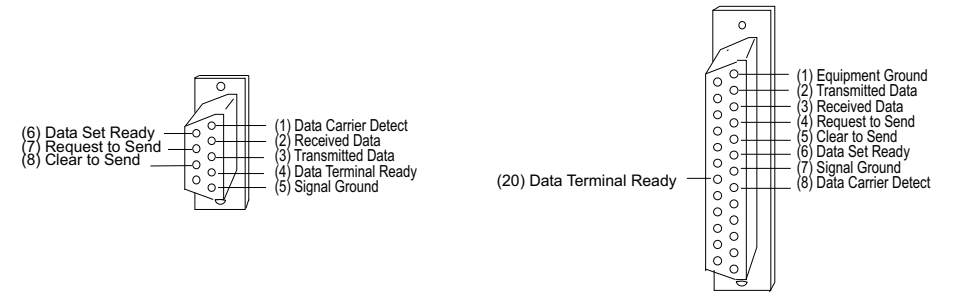 (6) Data Set Ready
(7) Request to Send
(8) Clear to Send
(1) Data Carrier Detect
(2) Received Data
(3) Transmitted Data
(4) Data Terminal Ready
(5) Signal Ground
(20) Data Terminal Ready
(1) Equipment Ground
(2) Transmitted Data
(3) Received Data
(4) Request to Send
(5) Clear to Send
(6) Data Set Ready
(7) Signal Ground
(8) Data Carrier Detect